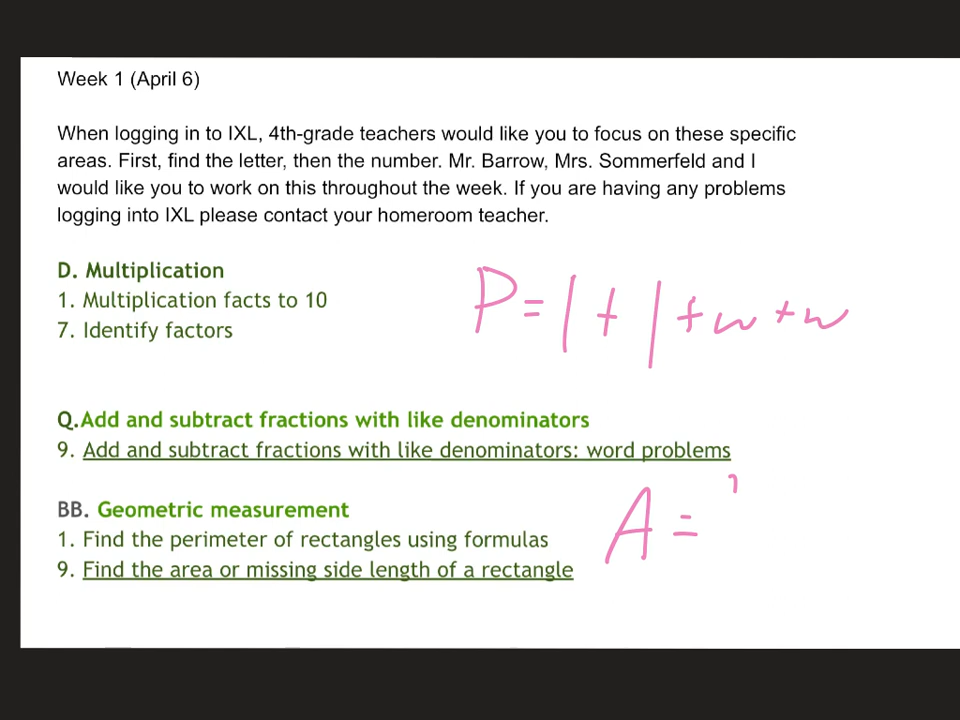 Week 1 (April 6)
When logging in to IXL, 4th-grade teachers would like you to focus on these specific
areas. First, find the letter, then the number. Mr. Barrow, Mrs. Sommerfeld and I
would like you to work on this throughout the week. If you are having any problems
logging into IXL please contact your homeroom teacher.
D. Multiplication
1. Multiplication facts to 10
7. Identify factors
P = l + l + w + w
Q.Add and subtract fractions with like denominators
9. Add and subtract fractions with like denominators: word problems
BB. Geometric measurement
1. Find the perimeter of rectangles using formulas
9. Find the area or missing side length of a rectangle
A =